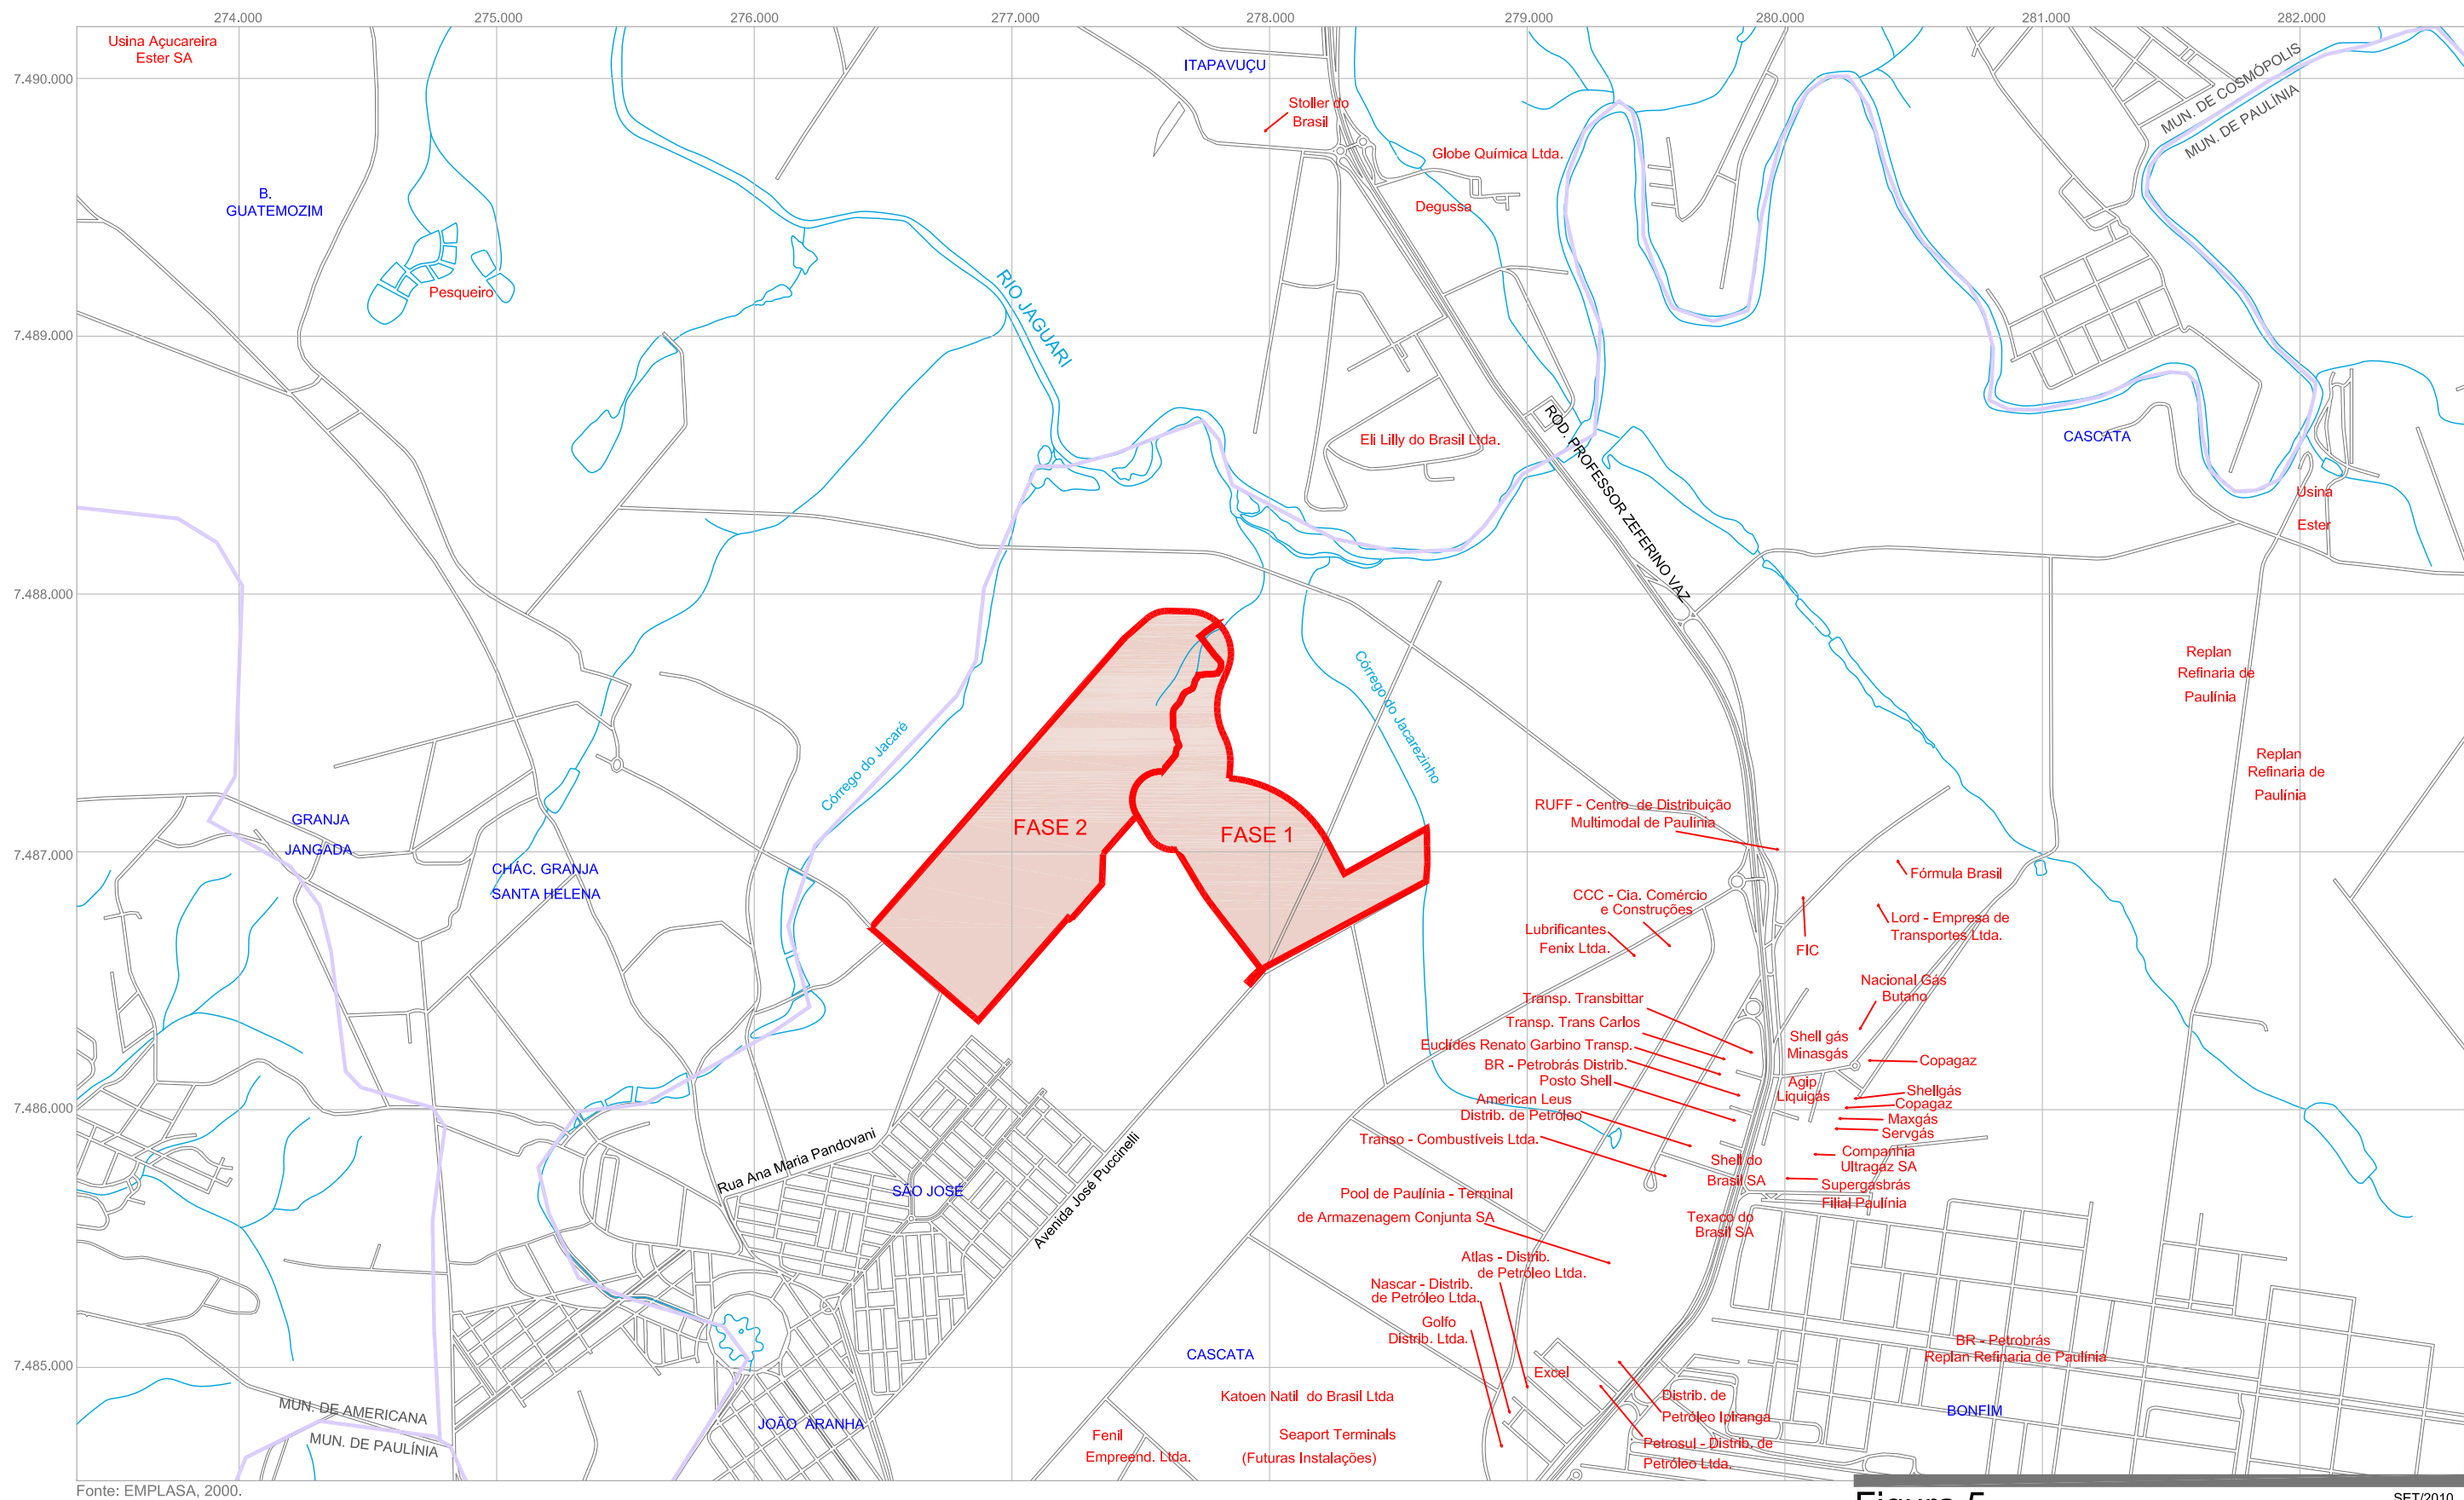 274.000
275.000
276.000
277.000
278.000
279.000
280.000
281.000
282.000
7.490.000
7.489.000
7.488.000
7.487.000
7.486.000
7.485.000
Usina Açucareira
Ester SA
ITAPAVUÇU
Stoller do
Brasil
Globe Química Ltda.
Degussa
MUN. DE COSMÓPOLIS
MUN. DE PAULÍNIA
B.
GUATEMOZIM
Pesqueiro
RIO JAGUARI
Eli Lilly do Brasil Ltda.
ROD. PROFESSOR ZEFERINO VAZ
CASCATA
Usina
Ester
Replan
Refinaria de
Paulínia
Replan
Refinaria de
Paulínia
Córrego do Jacaré
Córrego do Jacarezinho
FASE 2
FASE 1
GRANJA
JANGADA
CHÁC. GRANJA
SANTA HELENA
RUFF - Centro de Distribuição
Multimodal de Paulínia
Fórmula Brasil
CCC - Cia. Comércio
e Construções
Lubrificantes
Fenix Ltda.
FIC
Lord - Empresa de
Transportes Ltda.
Nacional Gás
Butano
Transp. Transbittar
Transp. Trans Carlos
Euclídes Renato Garbino Transp.
BR - Petrobrás Distrib.
Posto Shell
American Leus
Distrib. de Petróleo
Transo - Combustíveis Ltda.
Shell gás
Minasgás
Copagaz
Agip
Liquigás
Shellgás
Copagaz
Maxgás
Servgás
Companhia
Ultragaz SA
Supergasbrás
Filial Paulínia
Shell do
Brasil SA
Texaco do
Brasil SA
Pool de Paulínia - Terminal
de Armazenagem Conjunta SA
Atlas - Distrib.
de Petróleo Ltda.
Nascar - Distrib.
de Petróleo Ltda.
Golfo
Distrib. Ltda.
Rua Ana Maria Pandovani
SÃO JOSÉ
Avenida José Puccinelli
CASCATA
Excel
BR - Petrobrás
Replan Refinaria de Paulínia
Katoen Natil do Brasil Ltda
Distrib. de
Petróleo Ipiranga
BONFIM
MUN. DE AMERICANA
MUN. DE PAULÍNIA
JOÃO ARANHA
Fenil
Empreend. Ltda.
Seaport Terminals
(Futuras Instalações)
Petrosul - Distrib. de
Petróleo Ltda.
Fonte: EMPLASA, 2000.
Figura 5
SET/2010